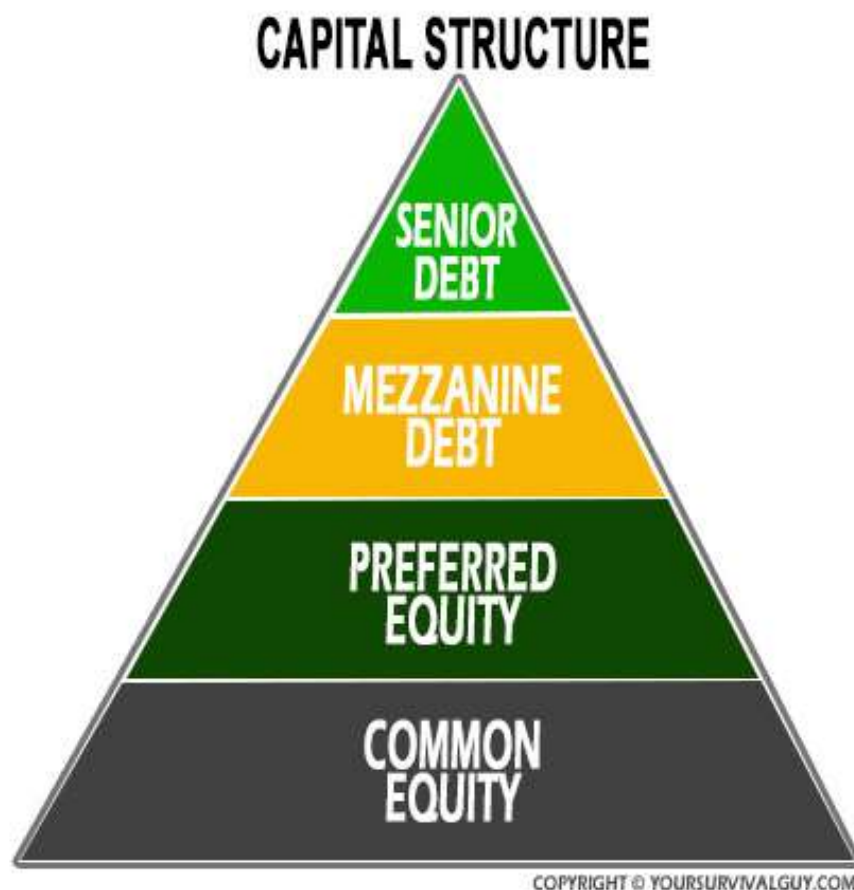 CAPITAL STRUCTURE
SENIOR
DEBT
MEZZANINE
DEBT
PREFERRED
EQUITY
COMMON
EQUITY
COPYRIGHT © YOURSURVIVALGUY.COM